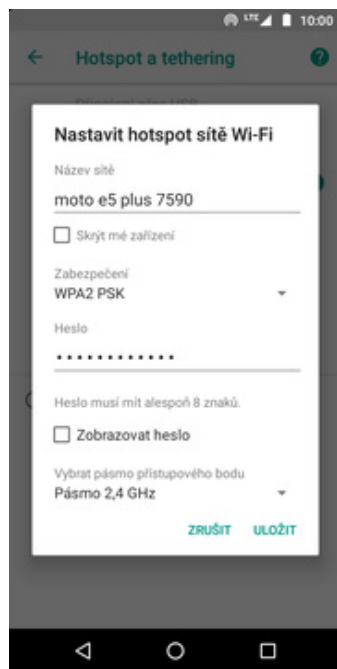 LTE 10:00
Hotspot a tethering
Nastavit hotspot sítě Wi-Fi
Název sítě
moto e5 plus 7590
Skrýt mé zařízení
Zabezpečení
WPA2 PSK
Heslo
••••••••••••
Heslo musí mít alespoň 8 znaků.
Zobrazovat heslo
Vybrat pásmo přístupového bodu
Pásmo 2,4 GHz
ZRUŠIT ULOŽIT